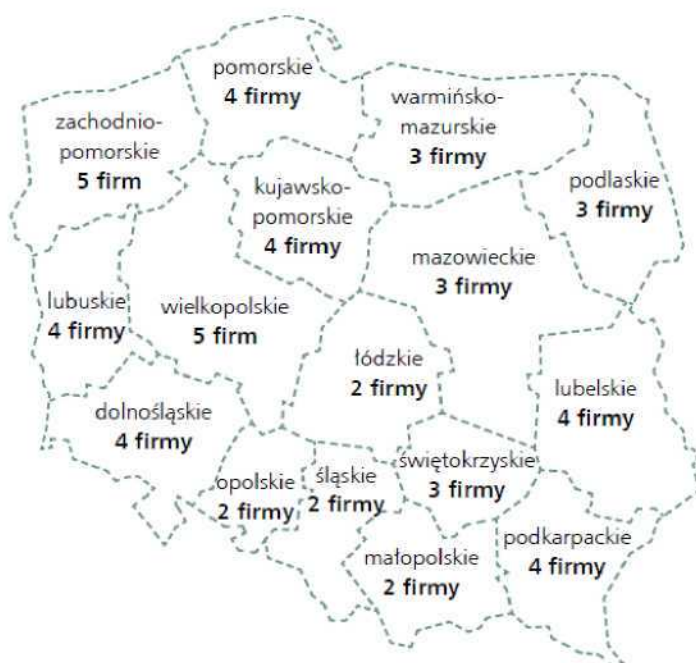 pomorskie
4 firmy
warmińsko-
mazurskie
3 firmy
zachodnio-
pomorskie
5 firm
podlaskie
3 firmy
kujawsko-
pomorskie
4 firmy
mazowieckie
3 firmy
lubuskie
4 firmy
wielkopolskie
5 firm
łódzkie
2 firmy
lubelskie
4 firmy
dolnośląskie
4 firmy
opolskie
2 firmy
śląskie
2 firmy
świętokrzyskie
3 firmy
małopolskie
2 firmy
podkarpackie
4 firmy